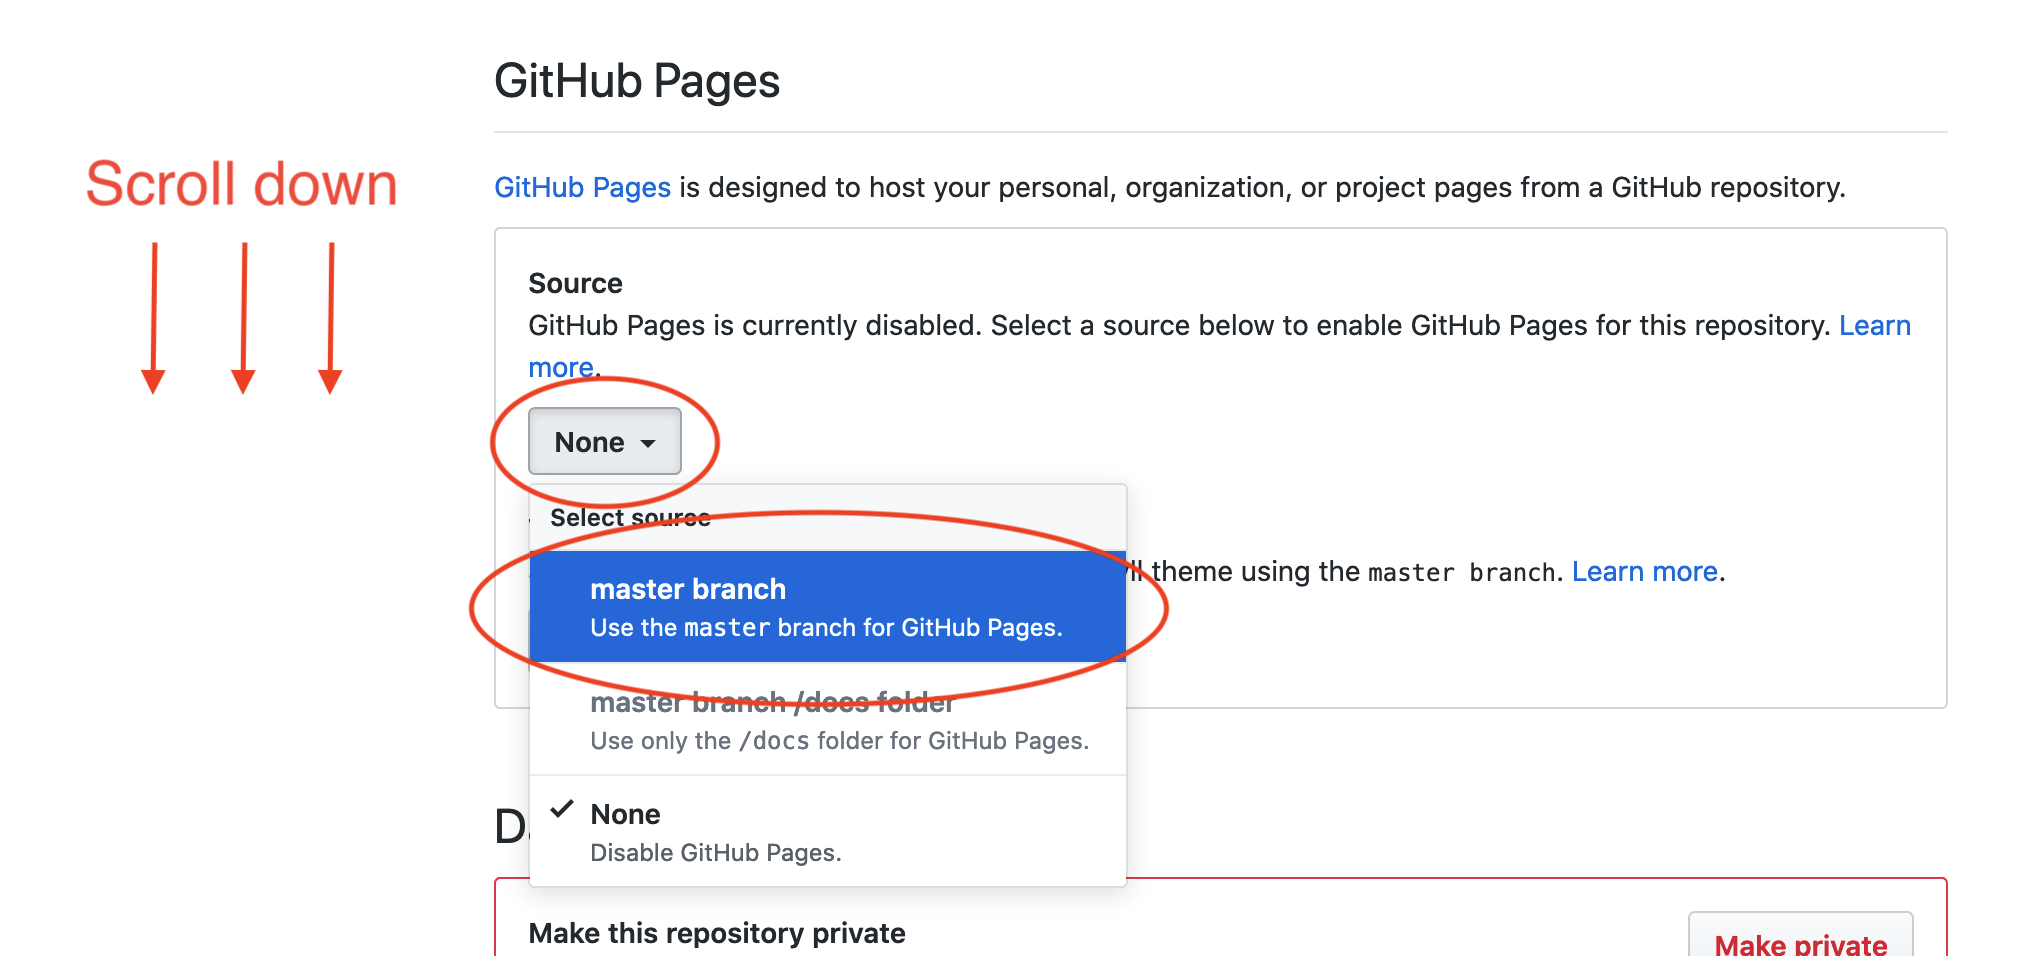 GitHub Pages
Scroll down
GitHub Pages is designed to host your personal, organization, or project pages from a GitHub repository.
Source
GitHub Pages is currently disabled. Select a source below to enable GitHub Pages for this repository. Learn
more.
None
Select source
theme using the master branch. Learn more.
master branch
Use the master branch for GitHub Pages.
master branch /docs folder
Use only the /docs folder for GitHub Pages.
None
Disable GitHub Pages.
Make this repository private
Make private